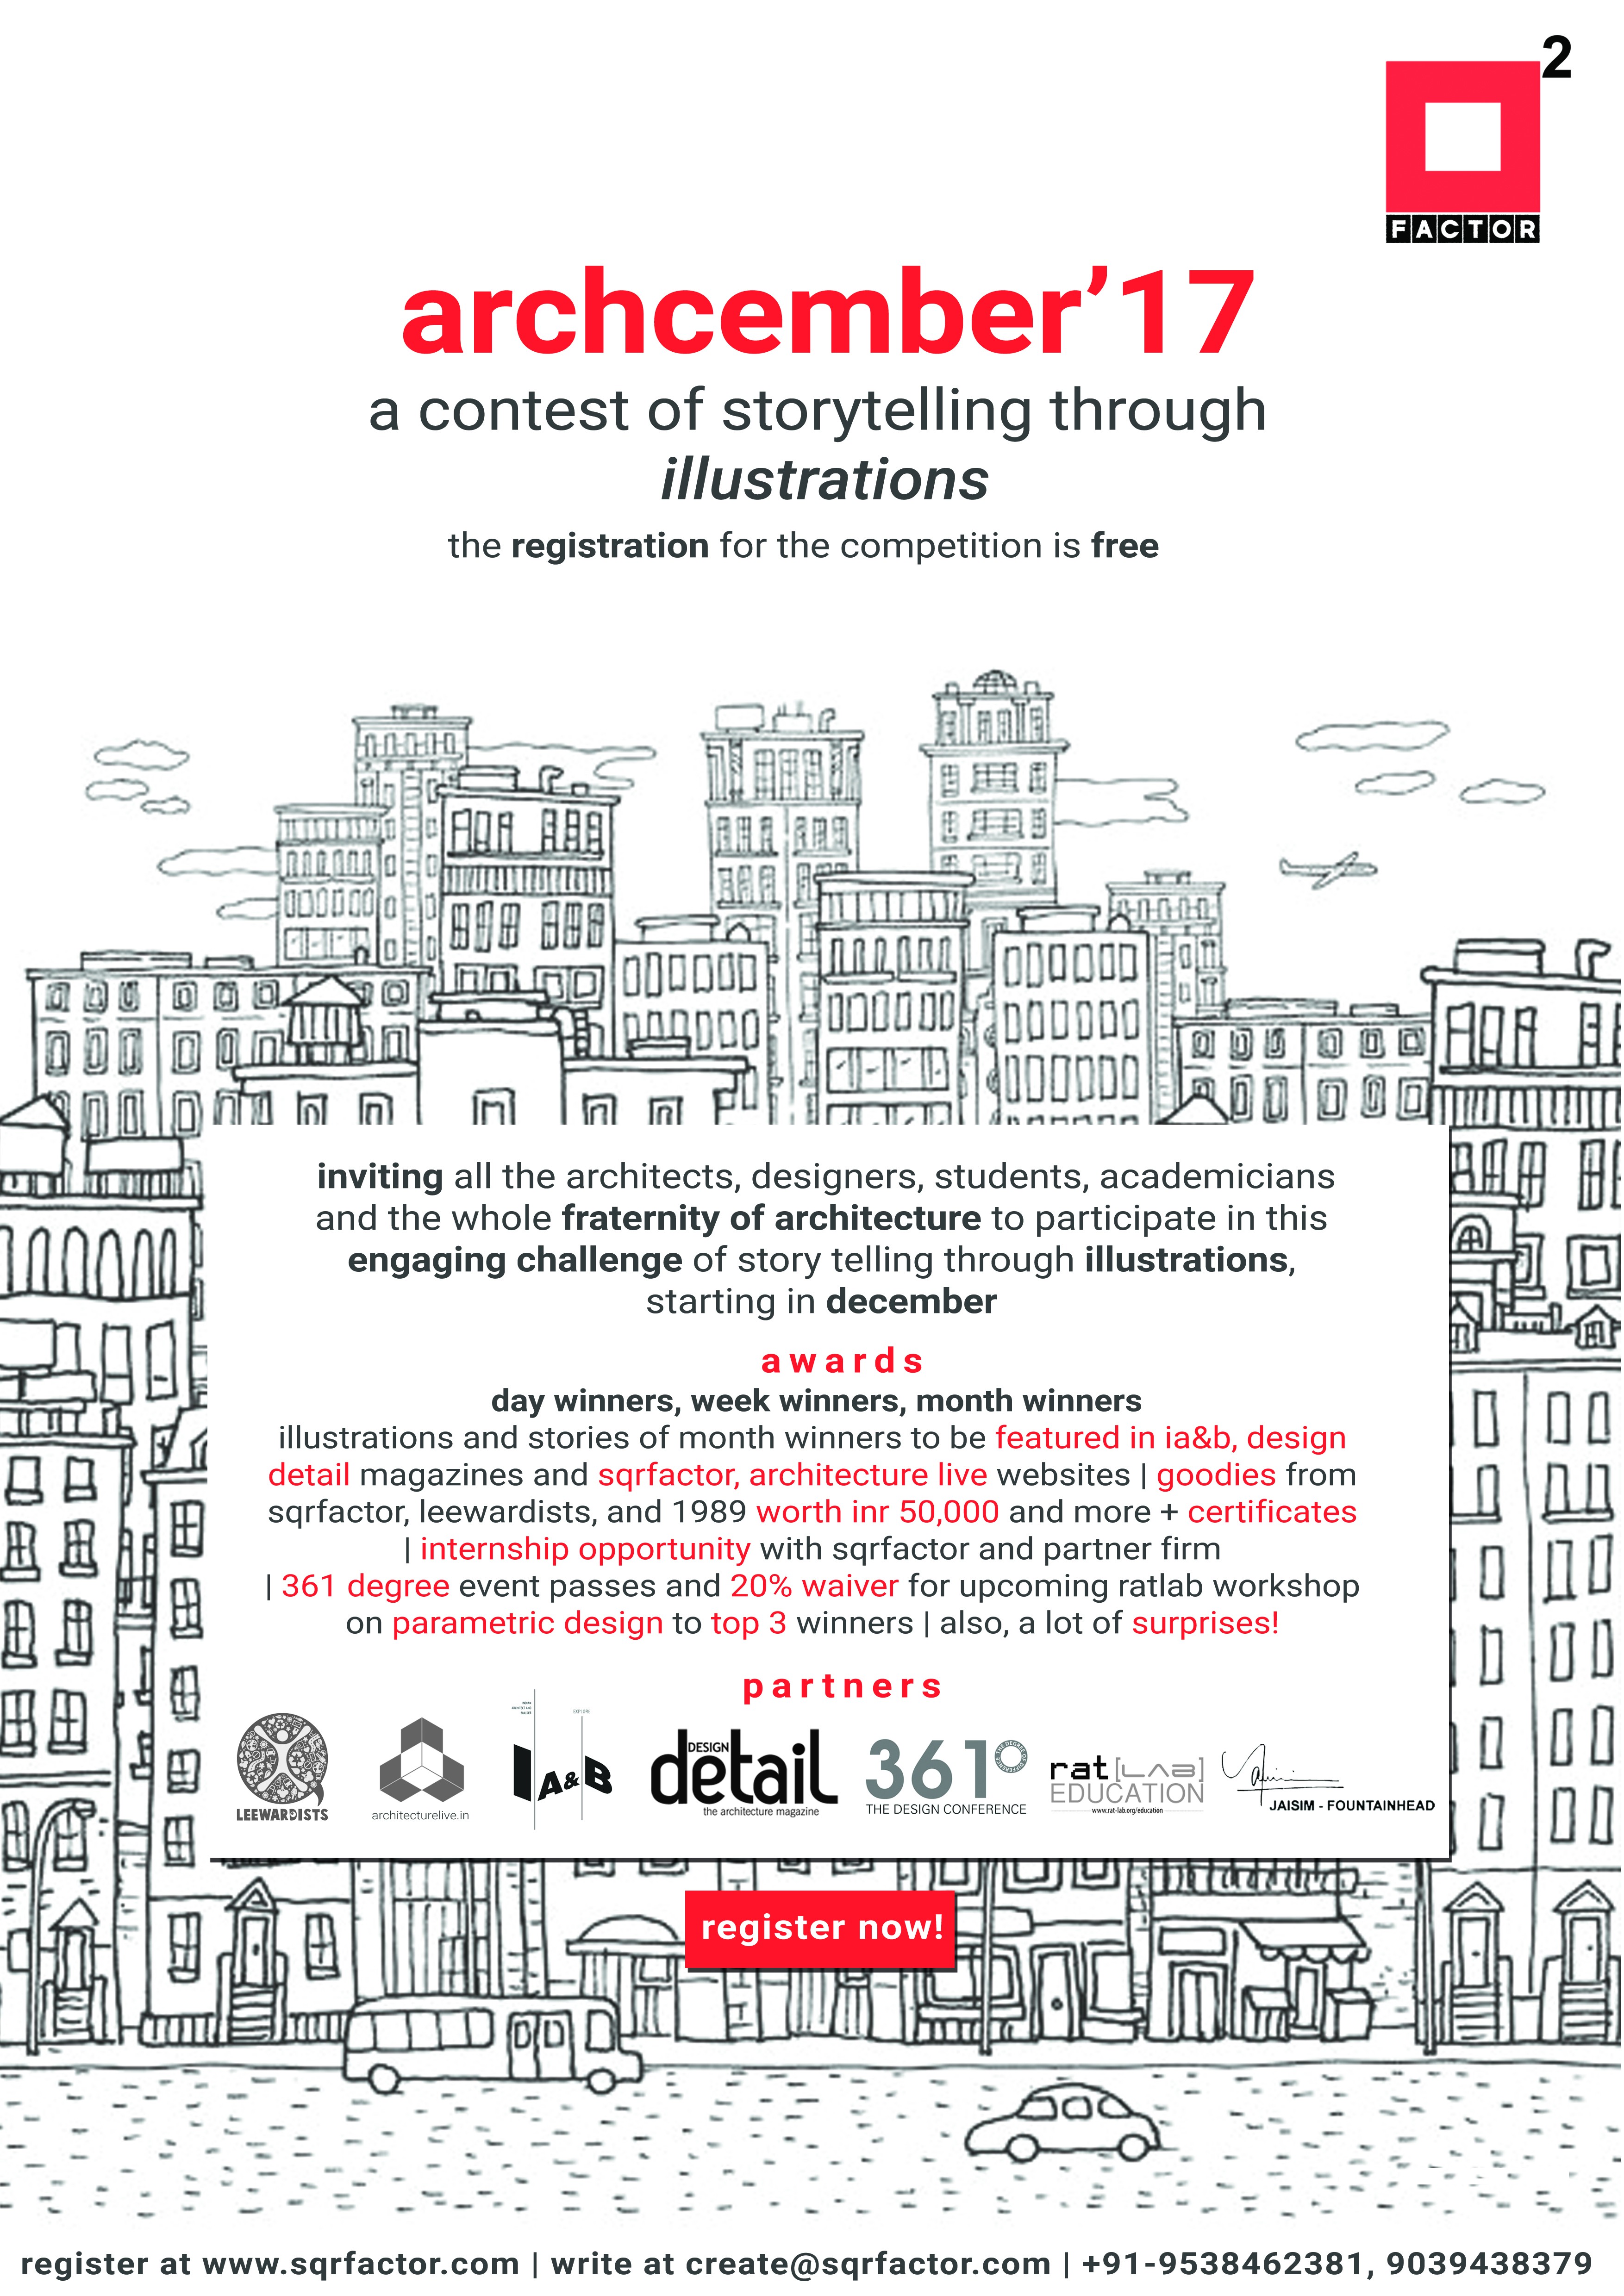 2
FACTOR
archcember’17
a contest of storytelling through
illustrations
the registration for the competition is free
inviting all the architects, designers, students, academicians
and the whole fraternity of architecture to participate in this
engaging challenge of story telling through illustrations,
starting in december
awards
day winners, week winners, month winners
illustrations and stories of month winners to be featured in ia&b, design
detail magazines and sqrfactor, architecture live websites | goodies from
sqrfactor, leewardists, and 1989 worth inr 50,000 and more + certificates
| internship opportunity with sqrfactor and partner firm
| 361 degree event passes and 20% waiver for upcoming ratlab workshop
on parametric design to top 3 winners | also, a lot of surprises!
partners
LEEWARDISTS
architecturelive.in
IA&B
DESIGN
detail
the architecture magazine
361°
THE DESIGN CONFERENCE
rat[LAB]
EDUCATION
www.rat-lab.org/education
JAISIM - FOUNTAINHEAD
register now!
register at www.sqrfactor.com | write at create@sqrfactor.com | +91-9538462381, 9039438379